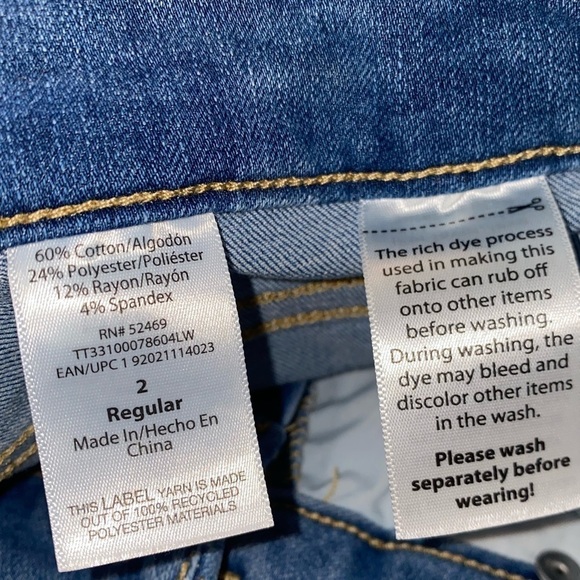 60% Cotton/Algodón
24% Polyester/Poliéster
12% Rayon/Rayón
4% Spandex
RN# 52469
TT33100078604LW
EAN/UPC 1 92021114023
2
Regular
Made In/Hecho En
China
THIS LABEL YARN IS MADE
OUT OF 100% RECYCLED
POLYESTER MATERIALS
The rich dye process
used in making this
fabric can rub off
onto other items
before washing.
During washing, the
dye may bleed and
discolor other items
in the wash.
Please wash
separately before
wearing!